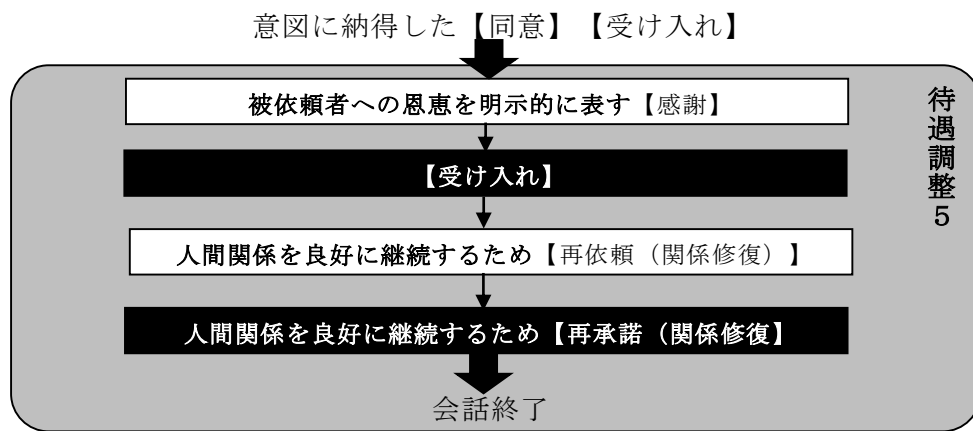 意図に納得した【同意】【受け入れ】
被依頼者への恩恵を明示的に表す【感謝】
【受け入れ】
人間関係を良好に継続するため【再依頼（関係修復）】
人間関係を良好に継続するため【再承諾（関係修復】
会話終了
待遇調整５